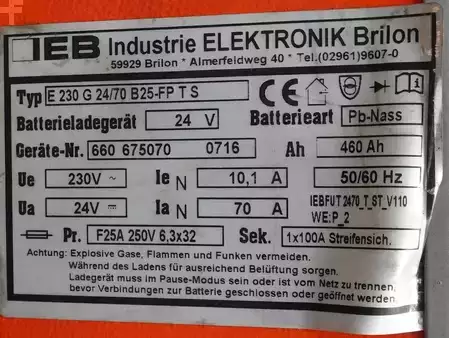 IEB Industrie ELEKTRONIK Brilon
59929 Brilon * Almerfeldweg 40 * Tel. (02961)9607-0
Typ E 230 G 24/70 B25-FP T S CE
Batterieladegerät 24 V Batterieart Pb-Nass
Geräte-Nr. 660 675070 0716 Ah 460 Ah
Ue 230V ~ Ie N 10,1 A 50/60 Hz
Ua 24V Ia N 70 A IEBFUT2470_T_ST_V110
WE:P_2
Pr. F25A 250V 6,3x32 Sek. 1x100A Streifensich.
Achtung: Explosive Gase, Flammen und Funken vermeiden.
Während des Ladens für ausreichend Belüftung sorgen.
Ladegerät muss im Pause-Modus sein oder ist vom Netz zu trennen,
bevor Verbindungen zur Batterie geschlossen oder geöffnet werden.